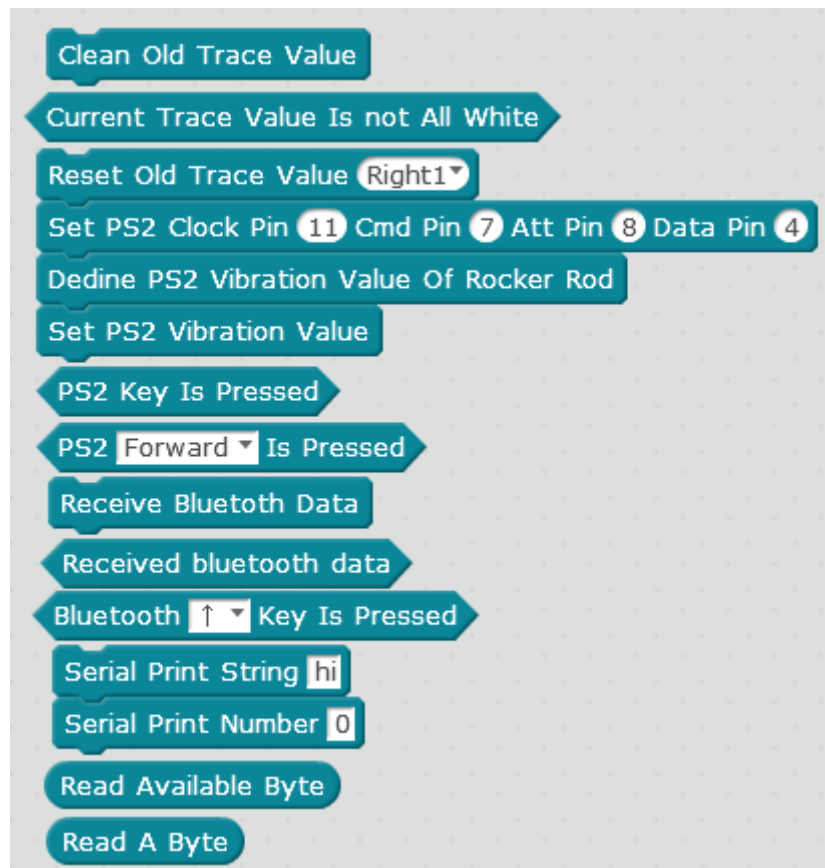 Clean Old Trace Value
Current Trace Value Is not All White
Reset Old Trace Value Right1
Set PS2 Clock Pin 11 Cmd Pin 7 Att Pin 8 Data Pin 4
Dedine PS2 Vibration Value Of Rocker Rod
Set PS2 Vibration Value
PS2 Key Is Pressed
PS2 Forward Is Pressed
Receive Bluetoth Data
Received bluetooth data
Bluetooth ↑ Key Is Pressed
Serial Print String hi
Serial Print Number 0
Read Available Byte
Read A Byte